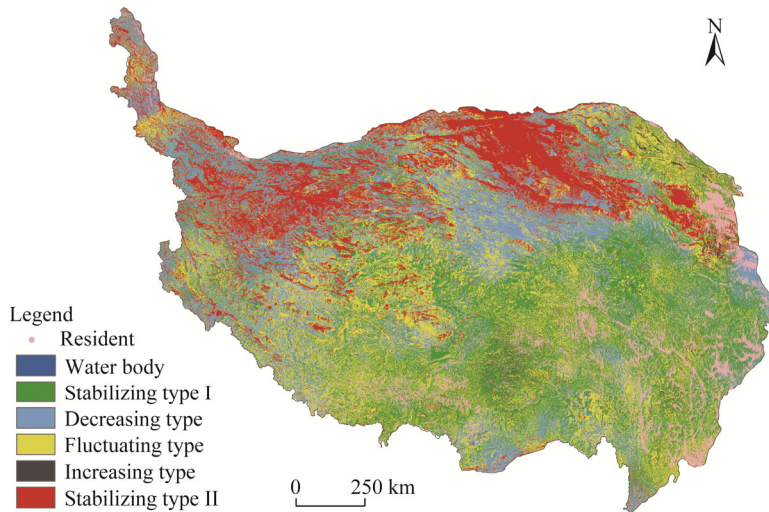 N
Legend
Resident
Water body
Stabilizing type I
Decreasing type
Fluctuating type
Increasing type
Stabilizing type II
0 250 km